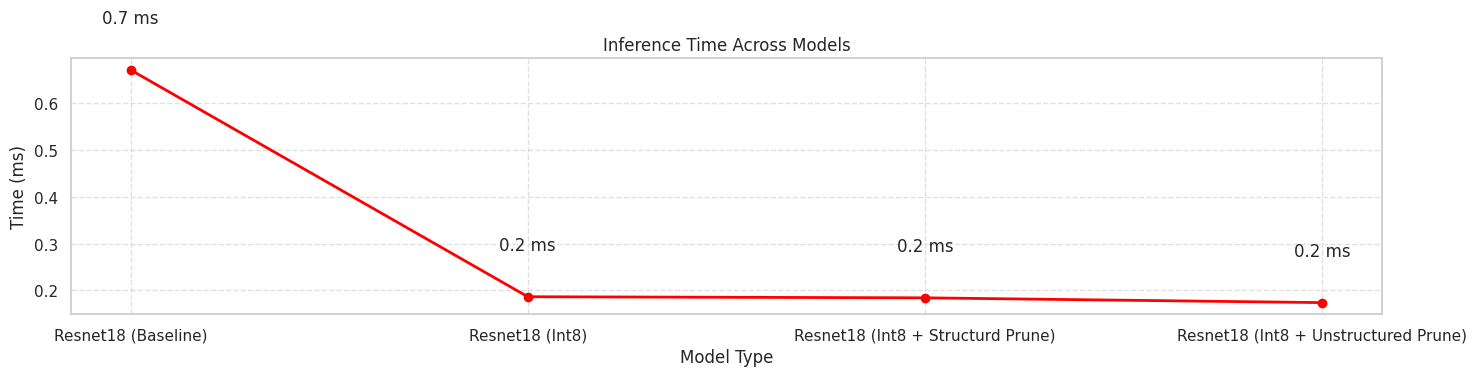 0.7 ms
Inference Time Across Models
Time (ms)
0.6
0.5
0.4
0.3
0.2
0.2 ms
0.2 ms
0.2 ms
Resnet18 (Baseline)
Resnet18 (Int8)
Resnet18 (Int8 + Structurd Prune)
Resnet18 (Int8 + Unstructured Prune)
Model Type